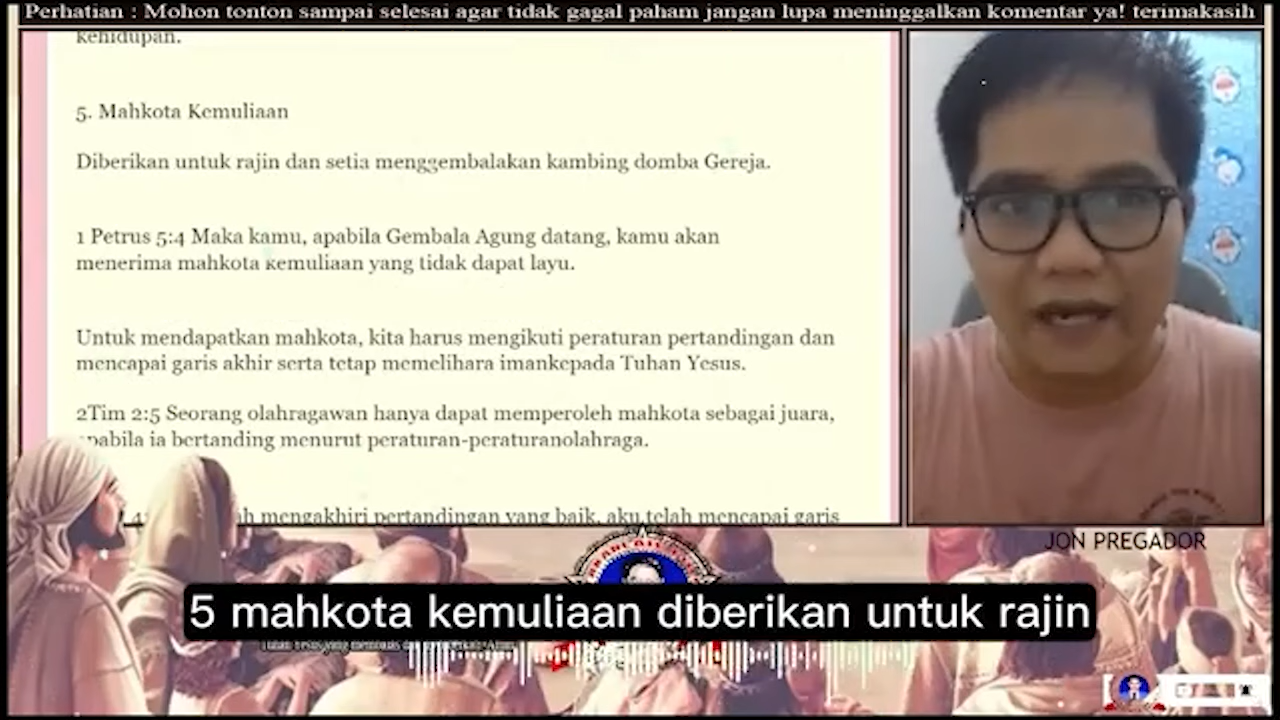 Perhatian : Mohon tonton sampai selesai agar tidak gagal paham jangan lupa meninggalkan komentar ya! terimakasih
kehidupan.
5. Mahkota Kemuliaan
Diberikan untuk rajin dan setia menggembalakan kambing domba Gereja.
1 Petrus 5:4 Maka kamu, apabila Gembala Agung datang, kamu akan
menerima mahkota kemuliaan yang tidak dapat layu.
Untuk mendapatkan mahkota, kita harus mengikuti peraturan pertandingan dan
mencapai garis akhir serta tetap memelihara imankepada Tuhan Yesus.
2Tim 2:5 Seorang olahragawan hanya dapat memperoleh mahkota sebagai juara,
apabila ia bertanding menurut peraturan-peraturanolahraga.
mengakhiri pertandingan yang baik, aku telah mencapai garis
JON PREGADOR
5 mahkota kemuliaan diberikan untuk rajin
Tuhan Yesus yang membalas